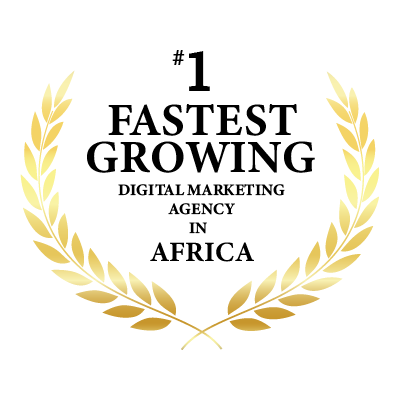 #1
FASTEST
GROWING
DIGITAL MARKETING
AGENCY
IN
AFRICA